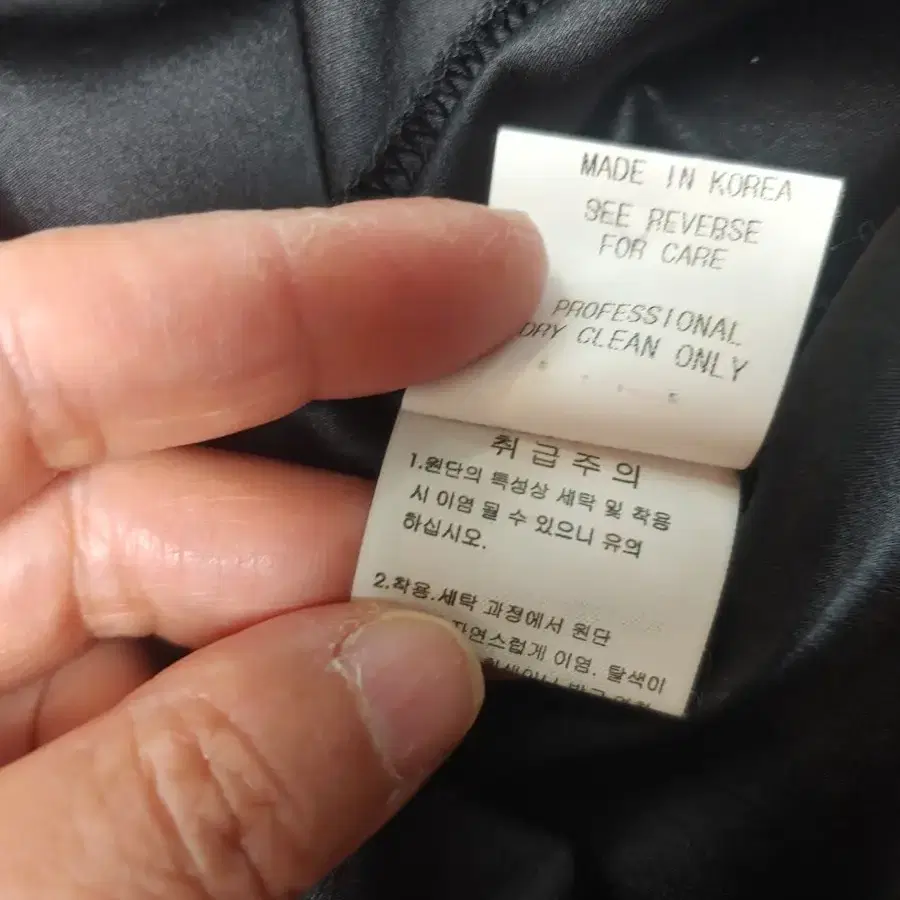 MADE IN KOREA
SEE REVERSE
FOR CARE
PROFESSIONAL
DRY CLEAN ONLY
취급주의
1.원단의 특성상 세탁 및 착용
시 이염 될 수 있으니 유의
하십시오.
2.착용.세탁 과정에서 원단
자연스럽게 이염. 탈색이